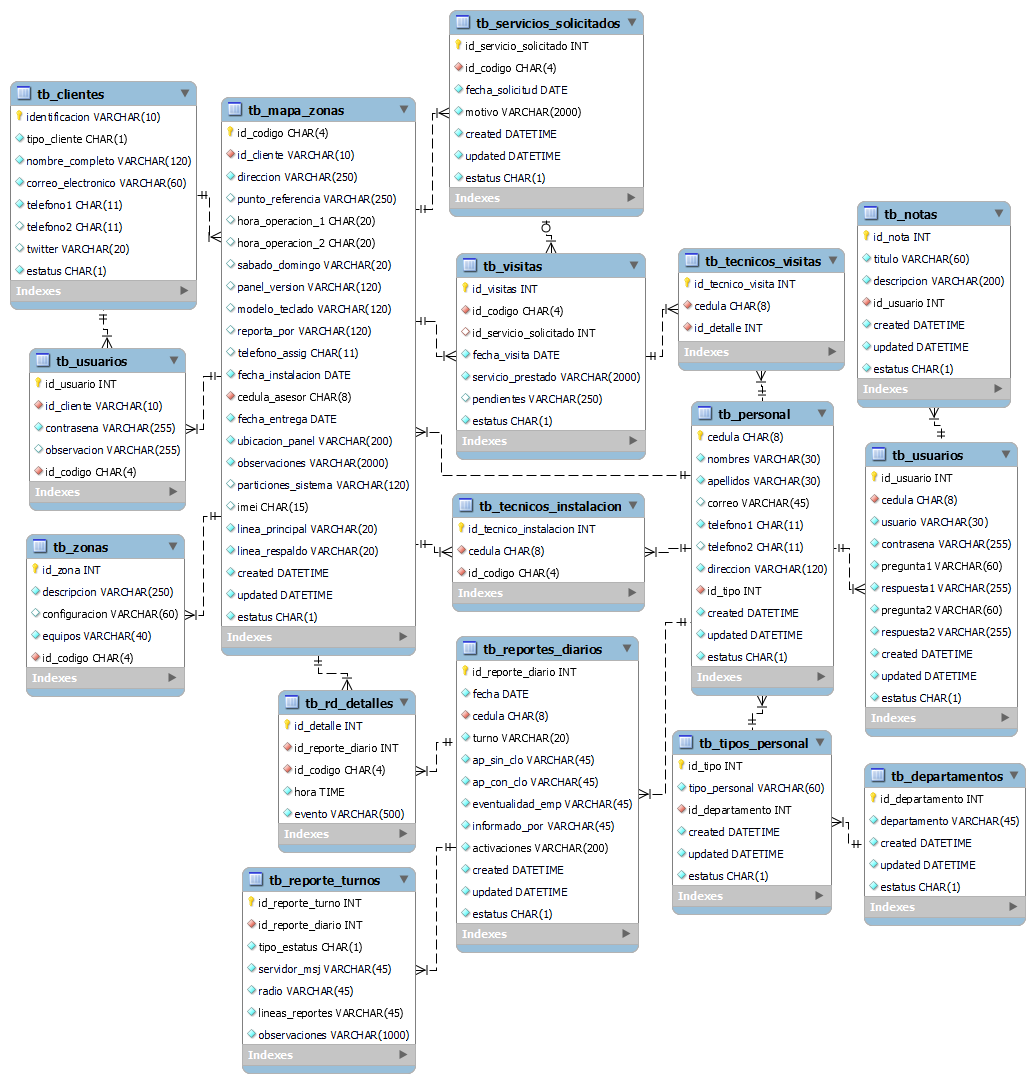 tb_servicios_solicitados
id_servicio_solicitado INT
id_codigo CHAR(4)
fecha_solicitud DATE
motivo VARCHAR(2000)
created DATETIME
updated DATETIME
estatus CHAR(1)
Indexes
tb_clientes
identificacion VARCHAR(10)
tipo_cliente CHAR(1)
nombre_completo VARCHAR(120)
correo_electronico VARCHAR(60)
telefono1 CHAR(11)
telefono2 CHAR(11)
twitter VARCHAR(20)
estatus CHAR(1)
Indexes
tb_mapa_zonas
id_codigo CHAR(4)
id_cliente VARCHAR(10)
direccion VARCHAR(250)
punto_referencia VARCHAR(250)
hora_operacion_1 CHAR(20)
hora_operacion_2 CHAR(20)
sabado_domingo VARCHAR(20)
panel_version VARCHAR(120)
modelo_teclado VARCHAR(120)
reporta_por VARCHAR(120)
telefono_assig CHAR(11)
fecha_instalacion DATE
cedula_asesor CHAR(8)
fecha_entrega DATE
ubicacion_panel VARCHAR(200)
observaciones VARCHAR(2000)
particiones_sistema VARCHAR(120)
imei CHAR(15)
linea_principal VARCHAR(20)
linea_respaldo VARCHAR(20)
created DATETIME
updated DATETIME
estatus CHAR(1)
Indexes
tb_visitas
id_visitas INT
id_codigo CHAR(4)
id_servicio_solicitado INT
fecha_visita DATE
servicio_prestado VARCHAR(2000)
pendientes VARCHAR(250)
estatus CHAR(1)
Indexes
tb_tecnicos_visitas
id_tecnico_visita INT
cedula CHAR(8)
id_detalle INT
Indexes
tb_notas
id_nota INT
titulo VARCHAR(60)
descripcion VARCHAR(200)
id_usuario INT
created DATETIME
updated DATETIME
estatus CHAR(1)
Indexes
tb_usuarios
id_usuario INT
id_cliente VARCHAR(10)
contrasena VARCHAR(255)
observacion VARCHAR(255)
id_codigo CHAR(4)
Indexes
tb_personal
cedula CHAR(8)
nombres VARCHAR(30)
apellidos VARCHAR(30)
correo VARCHAR(45)
telefono1 CHAR(11)
telefono2 CHAR(11)
direccion VARCHAR(120)
id_tipo INT
created DATETIME
updated DATETIME
estatus CHAR(1)
Indexes
tb_usuarios
id_usuario INT
cedula CHAR(8)
usuario VARCHAR(30)
contrasena VARCHAR(255)
pregunta1 VARCHAR(60)
respuesta1 VARCHAR(255)
pregunta2 VARCHAR(60)
respuesta2 VARCHAR(255)
created DATETIME
updated DATETIME
estatus CHAR(1)
Indexes
tb_tecnicos_instalacion
id_tecnico_instalacion INT
cedula CHAR(8)
id_codigo CHAR(4)
Indexes
tb_zonas
id_zona INT
descripcion VARCHAR(250)
configuracion VARCHAR(60)
equipos VARCHAR(40)
id_codigo CHAR(4)
Indexes
tb_reportes_diarios
id_reporte_diario INT
fecha DATE
cedula CHAR(8)
turno VARCHAR(20)
ap_sin_clo VARCHAR(45)
ap_con_clo VARCHAR(45)
eventualidad_emp VARCHAR(45)
informado_por VARCHAR(45)
activaciones VARCHAR(200)
created DATETIME
updated DATETIME
estatus CHAR(1)
Indexes
tb_rd_detalles
id_detalle INT
id_reporte_diario INT
id_codigo CHAR(4)
hora TIME
evento VARCHAR(500)
Indexes
tb_tipos_personal
id_tipo INT
tipo_personal VARCHAR(60)
id_departamento INT
created DATETIME
updated DATETIME
estatus CHAR(1)
Indexes
tb_departamentos
id_departamento INT
departamento VARCHAR(45)
created DATETIME
updated DATETIME
estatus CHAR(1)
Indexes
tb_reporte_turnos
id_reporte_turno INT
id_reporte_diario INT
tipo_estatus CHAR(1)
servidor_msj VARCHAR(45)
radio VARCHAR(45)
lineas_reportes VARCHAR(45)
observaciones VARCHAR(1000)
Indexes